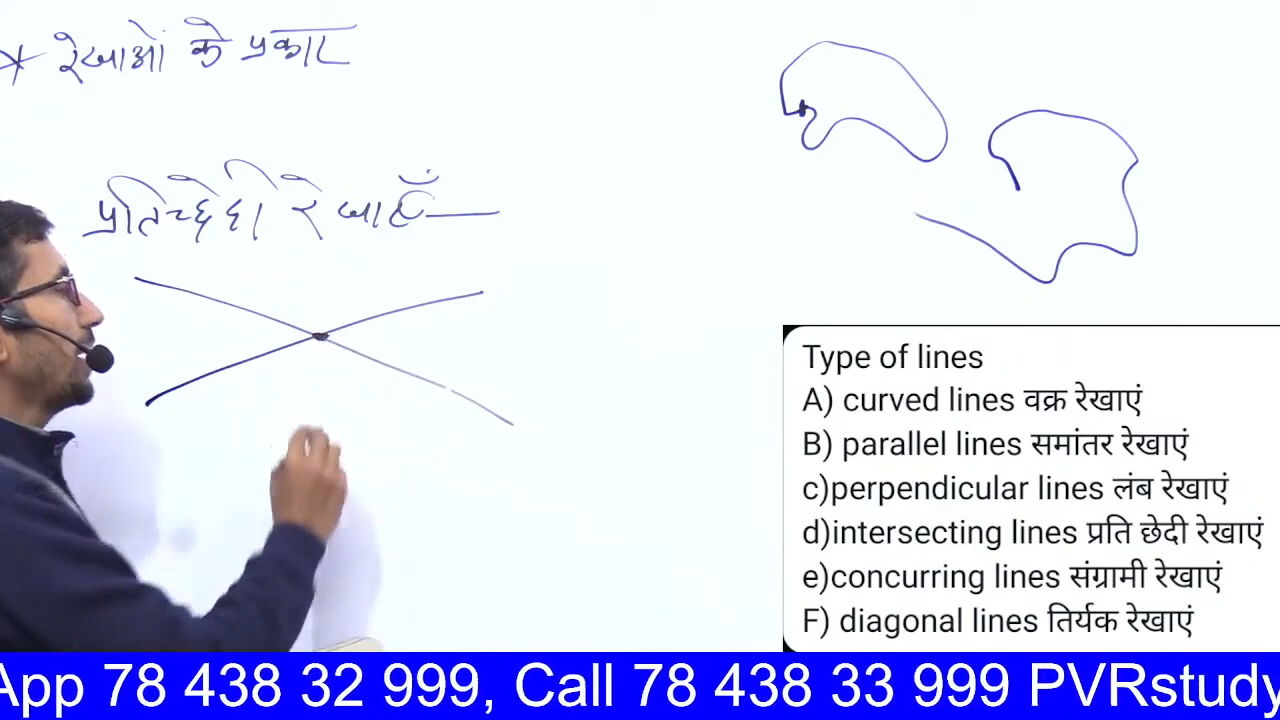 * रेखाओं के प्रकार
प्रतिच्छेदी रेखाएँ
Type of lines
A) curved lines वक्र रेखाएं
B) parallel lines समांतर रेखाएं
c)perpendicular lines लंब रेखाएं
d)intersecting lines प्रति छेदी रेखाएं
e)concurring lines संग्रामी रेखाएं
F) diagonal lines तिर्यक रेखाएं
App 78 438 32 999, Call 78 438 33 999 PVRstudy